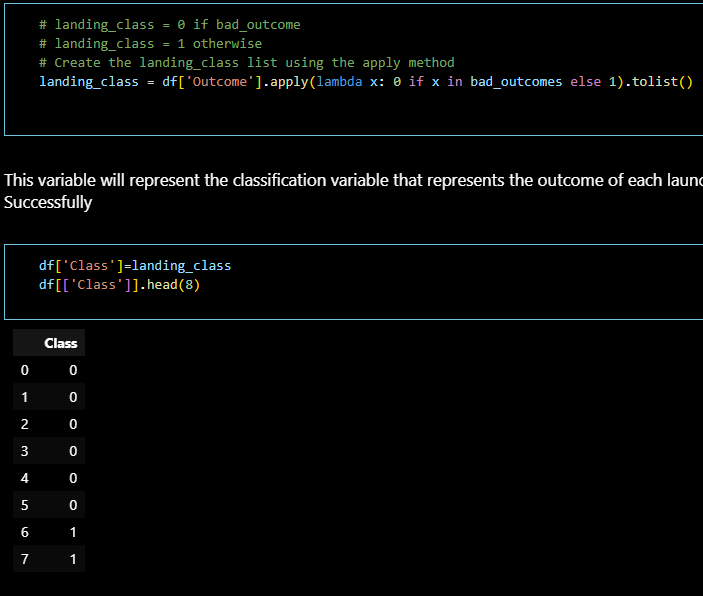 # landing_class = 0 if bad_outcome
# landing_class = 1 otherwise
# Create the landing_class list using the apply method
landing_class = df['Outcome'].apply(lambda x: 0 if x in bad_outcomes else 1).tolist()
This variable will represent the classification variable that represents the outcome of each
Successfully
df['Class']=landing_class
df[['Class']].head(8)
Class
0 0
1 0
2 0
3 0
4 0
5 0
6 1
7 1